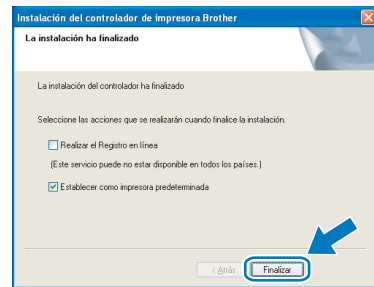 Instalación del controlador de impresora Brother
La instalación ha finalizado
La instalación del controlador ha finalizado
Seleccione las acciones que se realizarán cuando finalice la instalación.
Realizar el Registro en línea
(Este servicio puede no estar disponible en todos los países.)
Establecer como impresora predeterminada
< Atrás
Finalizar